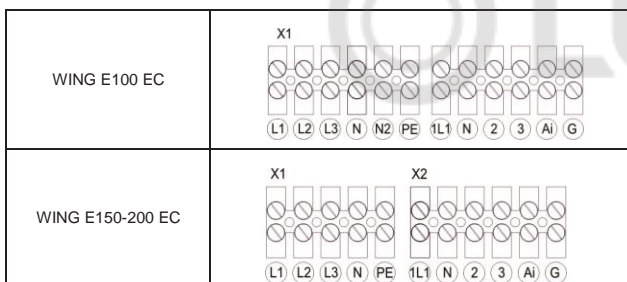 X1
WING E100 EC
L1 L2 L3 N N2 PE 1L1 N 2 3 Ai G
X1 X2
WING E150-200 EC
L1 L2 L3 N PE 1L1 N 2 3 Ai G